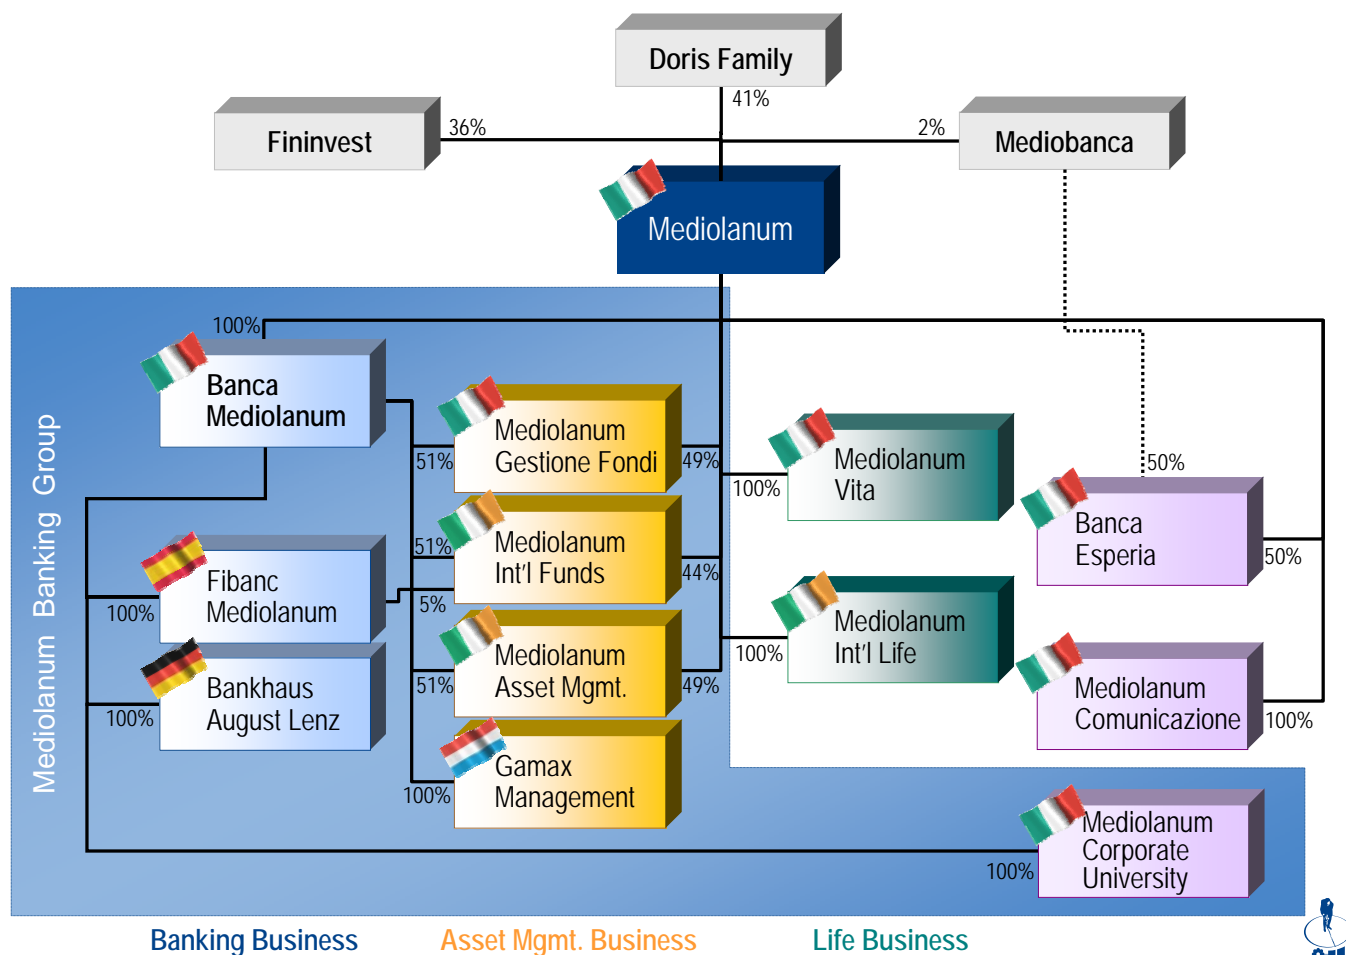 Doris Family
41%
Fininvest
36%
2%
Mediobanca
Mediolanum
Mediolanum Banking Group
100%
Banca
Mediolanum
Mediolanum
Gestione Fondi
51%
49%
Mediolanum
Vita
100%
50%
Banca
Esperia
50%
Mediolanum
Int'l Funds
51%
44%
5%
Fibanc
Mediolanum
100%
Mediolanum
Int'l Life
100%
Mediolanum
Asset Mgmt.
51%
49%
Bankhaus
August Lenz
100%
Mediolanum
Comunicazione
100%
Gamax
Management
100%
Mediolanum
Corporate
University
100%
Banking Business
Asset Mgmt. Business
Life Business